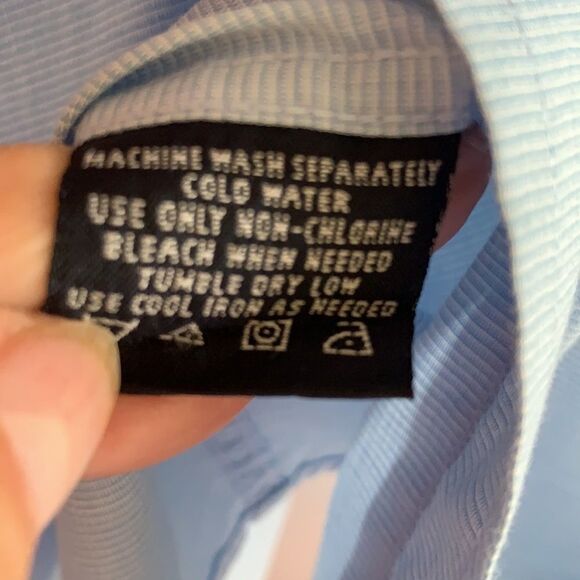 MACHINE WASH SEPARATELY
COLD WATER
USE ONLY NON-CHLORINE
BLEACH WHEN NEEDED
TUMBLE DRY LOW
USE COOL IRON AS NEEDED